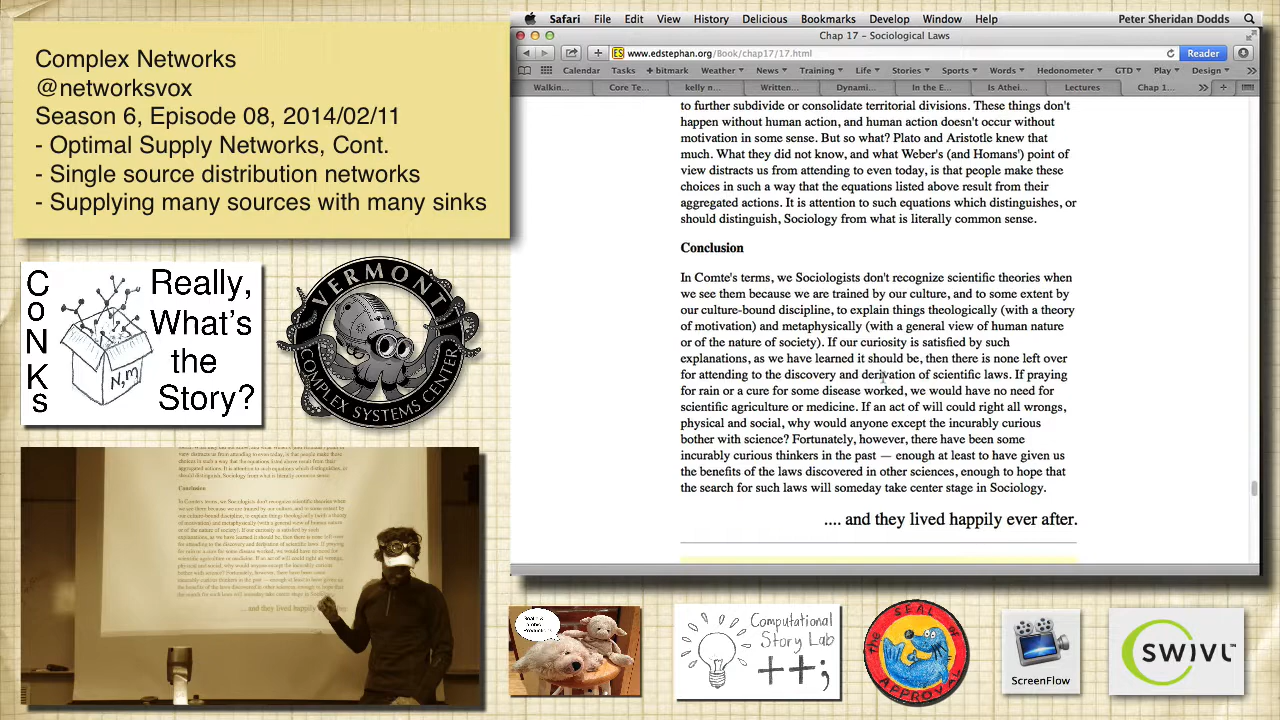 Complex Networks
@networksvox
Season 6, Episode 08, 2014/02/11
- Optimal Supply Networks, Cont.
- Single source distribution networks
- Supplying many sources with many sinks
CoNKs
Really,
What's
the
Story?
N,m
VERMONT
COMPLEX SYSTEMS CENTER
Safari File Edit View History Delicious Bookmarks Develop Window Help Peter Sheridan Dodds
Chap 17 – Sociological Laws
www.edstephan.org/Book/chap17/17.html Reader
Calendar Tasks +bitmark Weather News Training Life Stories Sports Words Hedonometer GTD Play Design
Walkin... Core Te... kelly n... Written... Dynami... In the E... Is Athei... Lectures Chap 1...
to further subdivide or consolidate territorial divisions. These things don't
happen without human action, and human action doesn't occur without
motivation in some sense. But so what? Plato and Aristotle knew that
much. What they did not know, and what Weber's (and Homans') point of
view distracts us from attending to even today, is that people make these
choices in such a way that the equations listed above result from their
aggregated actions. It is attention to such equations which distinguishes, or
should distinguish, Sociology from what is literally common sense.
Conclusion
In Comte's terms, we Sociologists don't recognize scientific theories when
we see them because we are trained by our culture, and to some extent by
our culture-bound discipline, to explain things theologically (with a theory
of motivation) and metaphysically (with a general view of human nature
or of the nature of society). If our curiosity is satisfied by such
explanations, as we have learned it should be, then there is none left over
for attending to the discovery and derivation of scientific laws. If praying
for rain or a cure for some disease worked, we would have no need for
scientific agriculture or medicine. If an act of will could right all wrongs,
physical and social, why would anyone except the incurably curious
bother with science? Fortunately, however, there have been some
incurably curious thinkers in the past — enough at least to have given us
the benefits of the laws discovered in other sciences, enough to hope that
the search for such laws will someday take center stage in Sociology.
.... and they lived happily ever after.
Computational
Story Lab
++;
the SEAL of
APPROVAL
ScreenFlow
SWIVL™